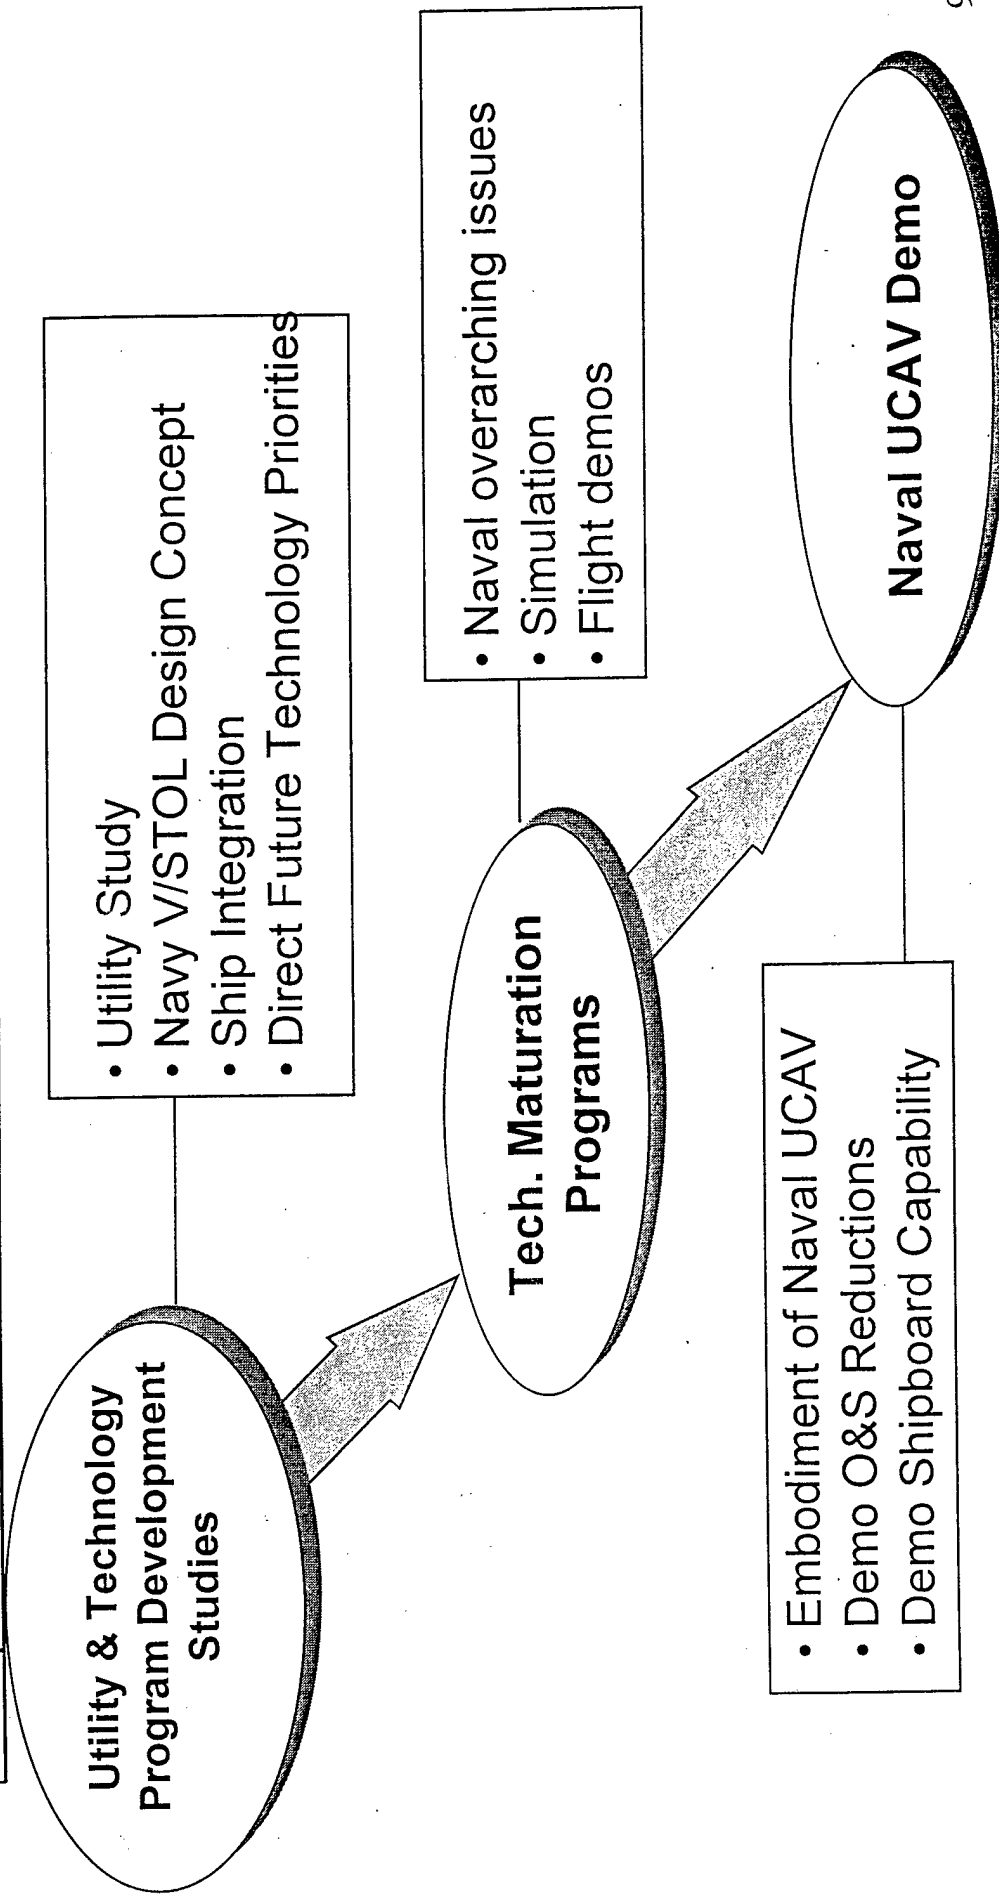 Utility & Technology
Program Development
Studies
• Utility Study
• Navy V/STOL Design Concept
• Ship Integration
• Direct Future Technology Priorities
Tech. Maturation
Programs
• Naval overarching issues
• Simulation
• Flight demos
• Embodiment of Naval UCAV
• Demo O&S Reductions
• Demo Shipboard Capability
Naval UCAV Demo